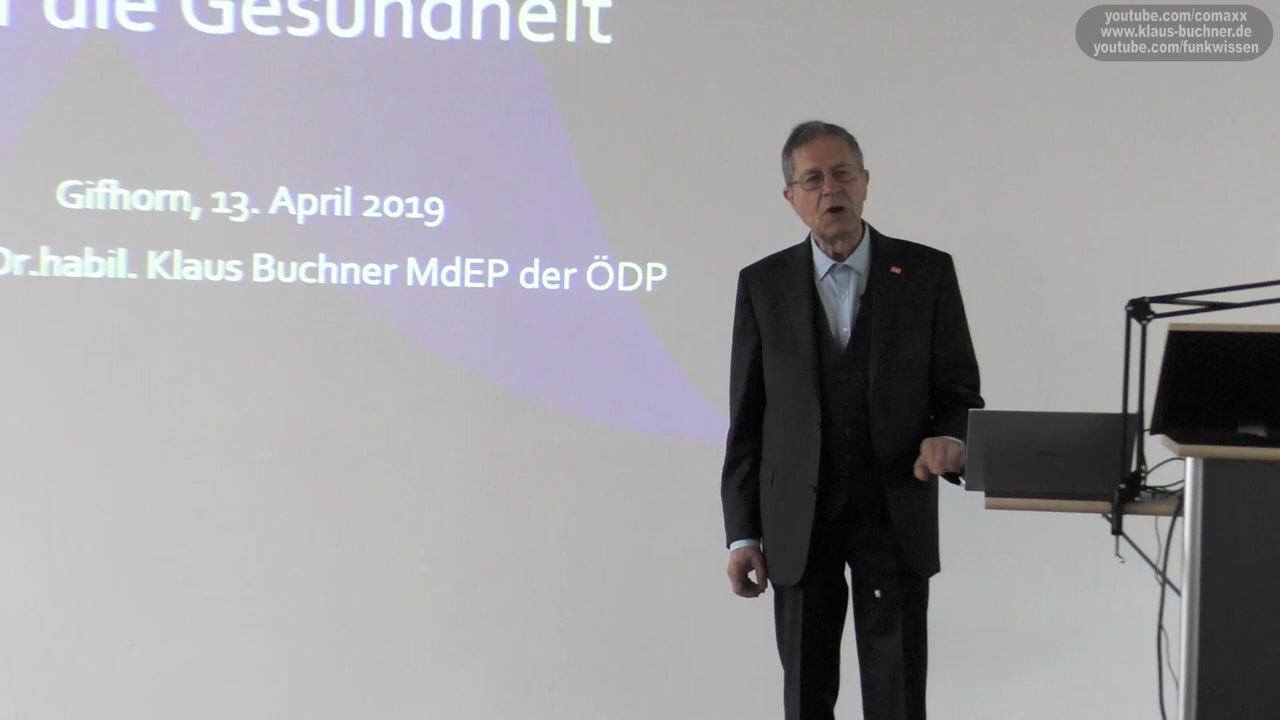 die Gesundheit
Gifhorn, 13. April 2019
Dr.habil. Klaus Buchner MdEP der ÖDP
youtube.com/comaxx
www.klaus-buchner.de
youtube.com/funkwissen